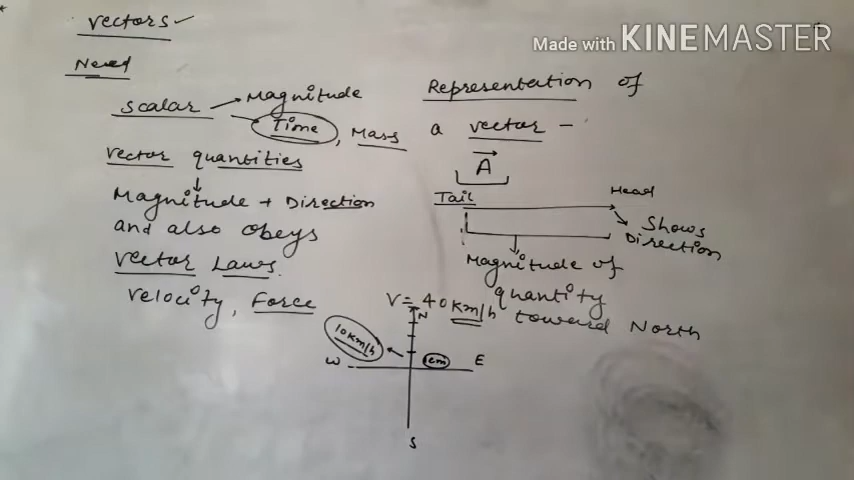 Made with KINEMASTER
Vectors
Need
Scalar → Magnitude
Time, Mass
Vector quantities
Magnitude + Direction
and also obeys
Vector Laws.
Velocity, Force
Representation of
a vector -
A
Tail
Head
Shows
Direction
Magnitude of
quantity
V = 40 km/h toward North
N
10 km/h
cm
W
E
S